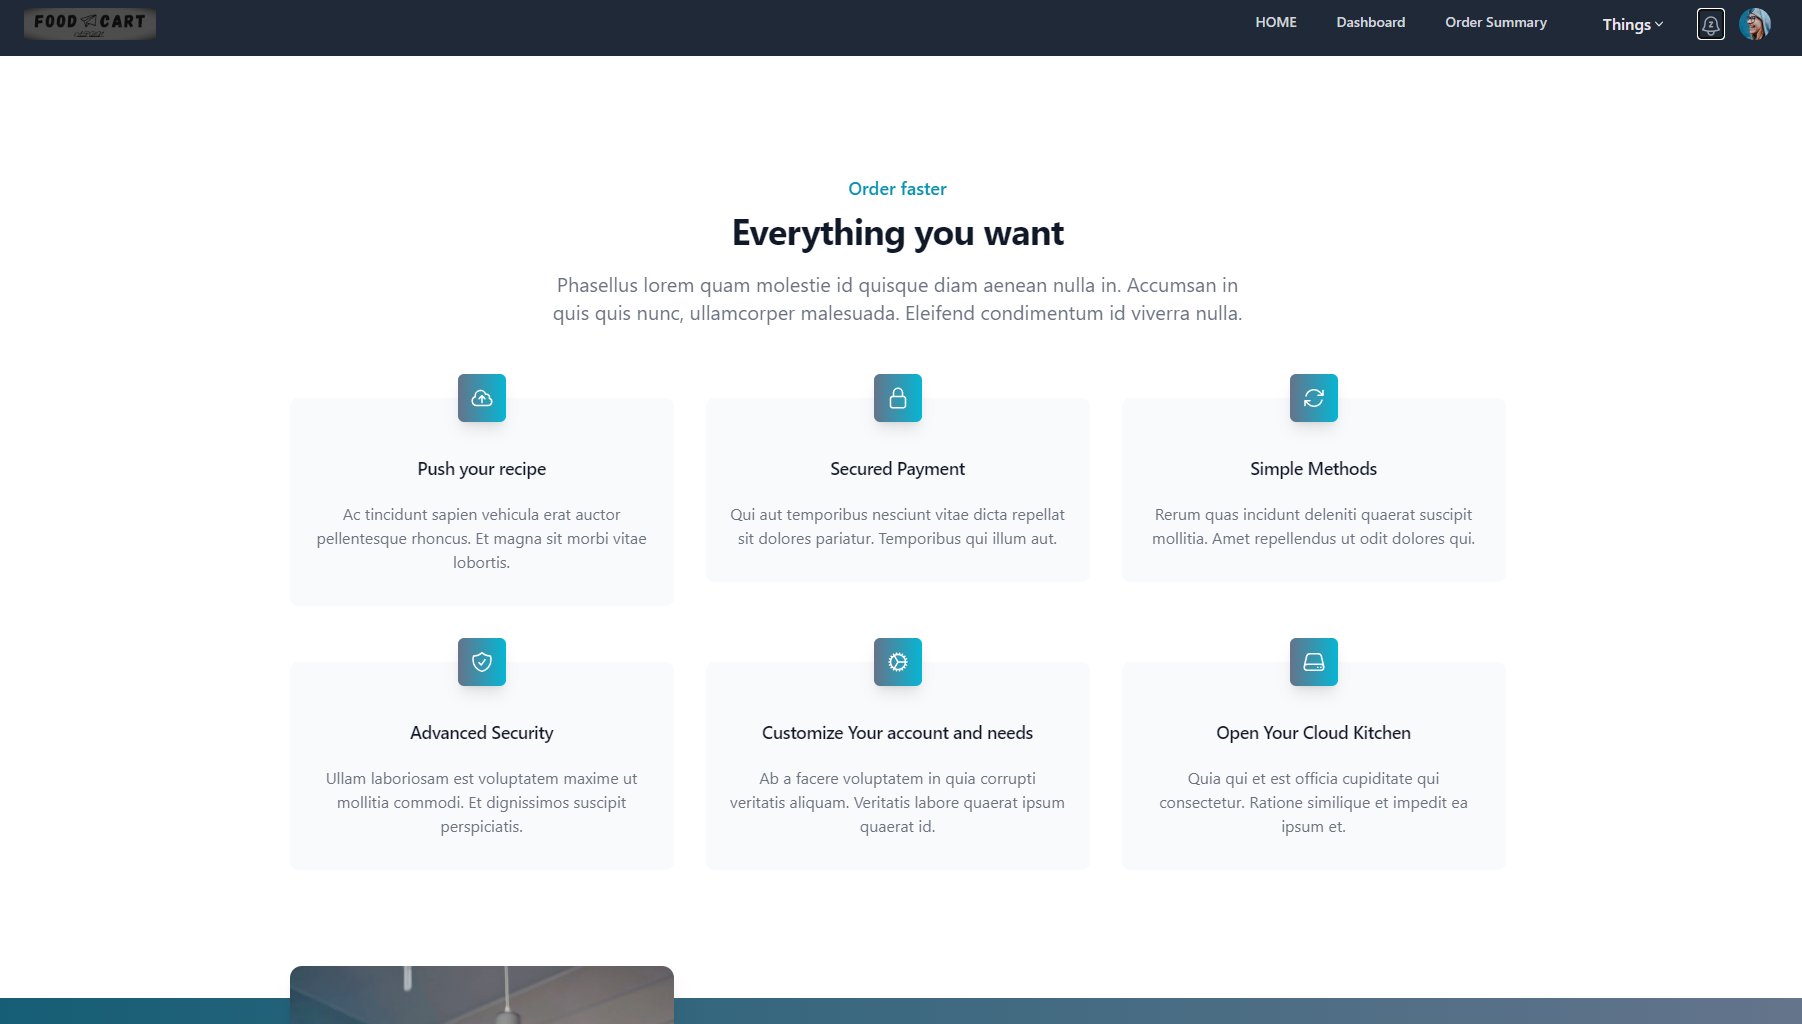 FOOD CART
HOME
Dashboard
Order Summary
Things
Order faster
Everything you want
Phasellus lorem quam molestie id quisque diam aenean nulla in. Accumsan in
quis quis nunc, ullamcorper malesuada. Eleifend condimentum id viverra nulla.
Push your recipe
Ac tincidunt sapien vehicula erat auctor
pellentesque rhoncus. Et magna sit morbi vitae
lobortis.
Secured Payment
Qui aut temporibus nesciunt vitae dicta repellat
sit dolores pariatur. Temporibus qui illum aut.
Simple Methods
Rerum quas incidunt deleniti quaerat suscipit
mollitia. Amet repellendus ut odit dolores qui.
Advanced Security
Ullam laboriosam est voluptatem maxime ut
mollitia commodi. Et dignissimos suscipit
perspiciatis.
Customize Your account and needs
Ab a facere voluptatem in quia corrupti
veritatis aliquam. Veritatis labore quaerat ipsum
quaerat id.
Open Your Cloud Kitchen
Quia qui et est officia cupiditate qui
consectetur. Ratione similique et impedit ea
ipsum et.